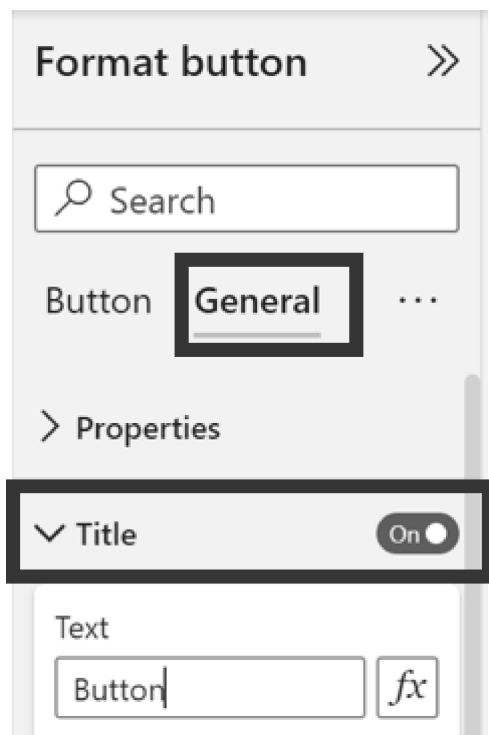 Format button
Search
Button General ...
Properties
Title On
Text
Button fx